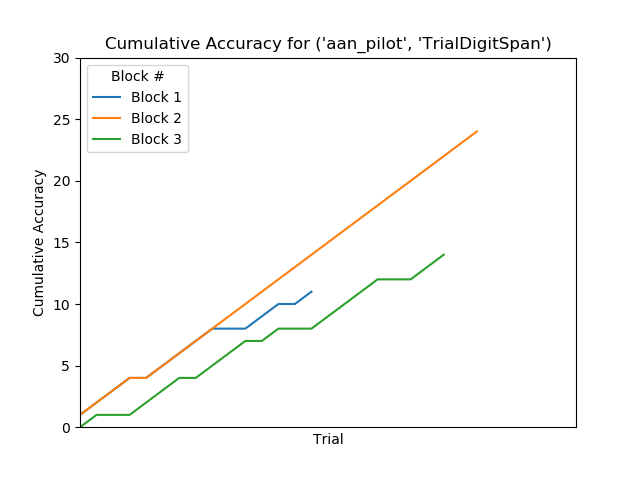 Cumulative Accuracy for ('aan_pilot', 'TrialDigitSpan')
30
25
20
15
10
5
0
Cumulative Accuracy
Block #
Block 1
Block 2
Block 3
Trial